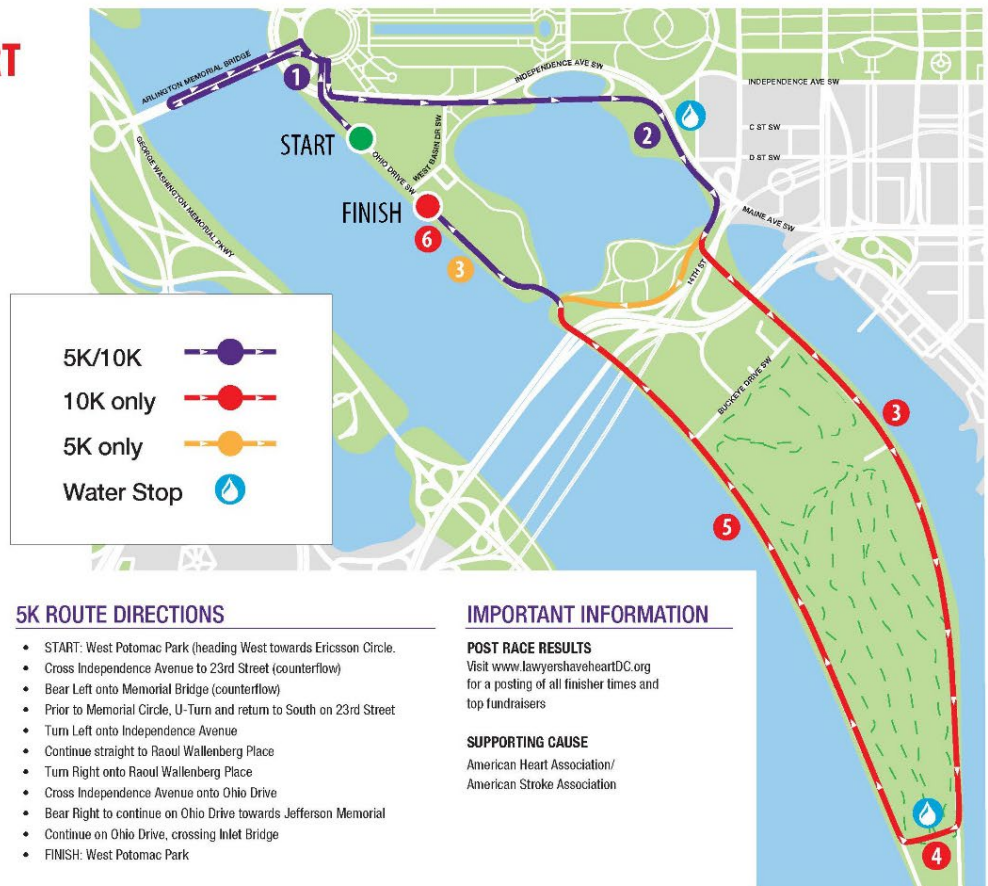 RT
ARLINGTON MEMORIAL BRIDGE
INDEPENDENCE AVE SW
INDEPENDENCE AVE SW
1
2
C ST SW
D ST SW
START
OHIO DRIVE SW
WEST BASIN DR SW
GEORGE WASHINGTON MEMORIAL PKWY
FINISH
MAINE AVE SW
6
3
14TH ST
BUCKEYE DRIVE SW
3
5
4
5K/10K
10K only
5K only
Water Stop
5K ROUTE DIRECTIONS
• START: West Potomac Park (heading West towards Ericsson Circle.
• Cross Independence Avenue to 23rd Street (counterflow)
• Bear Left onto Memorial Bridge (counterflow)
• Prior to Memorial Circle, U-Turn and return to South on 23rd Street
• Turn Left onto Independence Avenue
• Continue straight to Raoul Wallenberg Place
• Turn Right onto Raoul Wallenberg Place
• Cross Independence Avenue onto Ohio Drive
• Bear Right to continue on Ohio Drive towards Jefferson Memorial
• Continue on Ohio Drive, crossing Inlet Bridge
• FINISH: West Potomac Park
IMPORTANT INFORMATION
POST RACE RESULTS
Visit www.lawyershaveheartDC.org
for a posting of all finisher times and
top fundraisers
SUPPORTING CAUSE
American Heart Association/
American Stroke Association